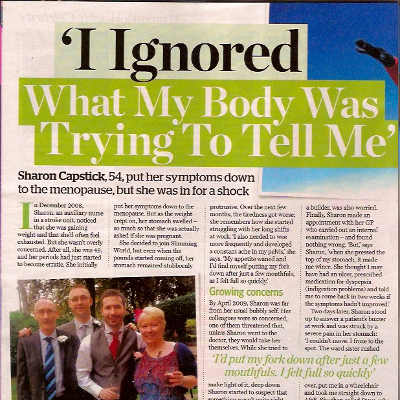 'I Ignored
What My Body Was
Trying To Tell Me'
Sharon Capstick, 54, put her symptoms down
to the menopause, but she was in for a shock
In December 2008,
Sharon, an auxiliary nurse
in a stroke unit, noticed
that she was gaining
weight and she'd often feel
exhausted. But she wasn't overly
concerned. After all, she was 49,
and her periods had just started
to become erratic. She initially
put her symptoms down to the
menopause. But as the weight
crept on, her stomach swelled –
so much so that she was actually
asked if she was pregnant.
She decided to join Slimming
World, but even when the
pounds started coming off, her
stomach remained stubbornly
protrusive. Over the next few
months, the tiredness got worse;
she remembers how she started
struggling with her long shifts
at work. 'I also needed to wee
more frequently and developed
a constant ache in my pelvis,' she
says. 'My appetite waned and
I'd find myself putting my fork
down after just a few mouthfuls,
as I felt full so quickly.'
Growing concerns
By April 2009, Sharon was far
from her usual bubbly self. Her
colleagues were so concerned,
one of them threatened that,
unless Sharon went to the
doctor, they would take her
themselves. While she tried to
make light of it, deep down
Sharon started to suspect that
a builder, was also worried.
Finally, Sharon made an
appointment with her GP
who carried out an internal
examination – and found
nothing wrong. 'But,' says
Sharon, 'when she pressed the
top of my stomach, it made
me wince. She thought I may
have had an ulcer, prescribed
medication for dyspepsia
(indigestion problems) and told
me to come back in two weeks if
the symptoms hadn't improved.'
Two days later, Sharon stood
up to answer a patient's buzzer
at work and was struck by a
severe pain in her stomach:
'I couldn't move. I froze to the
spot. The ward sister rushed
over, put me in a wheelchair
and took me straight down to
'I'd put my fork down after just a few
mouthfuls. I felt full so quickly'